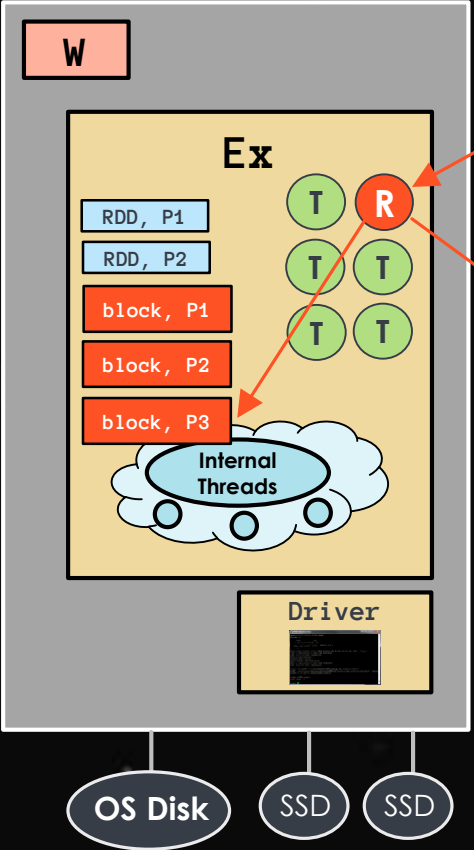 W
Ex
T
R
RDD, P1
RDD, P2
T
T
block, P1
T
T
block, P2
block, P3
Internal
Threads
Driver
OS Disk
SSD
SSD